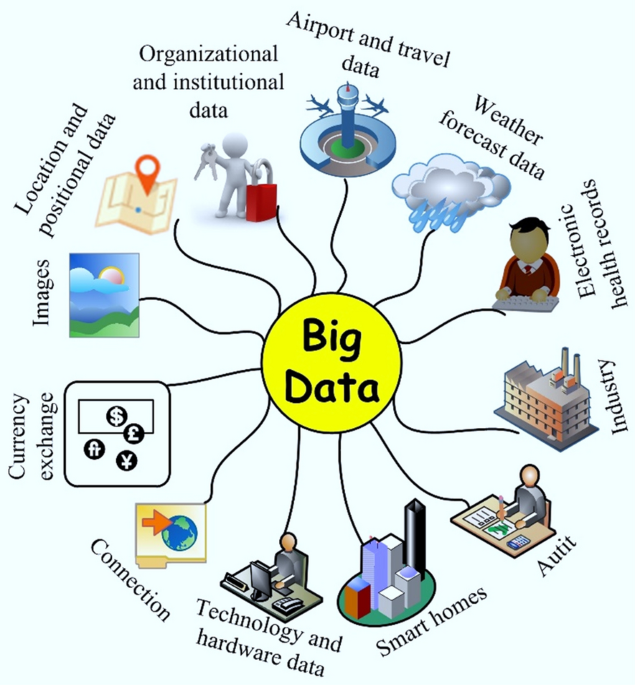 Airport and travel
data
Organizational
and institutional
data
Weather
forecast data
Location and
positional data
Electronic
health records
Images
Big
Data
Industry
Currency
exchange
$
£
¥
Autit
Connection
Smart homes
Technology and
hardware data